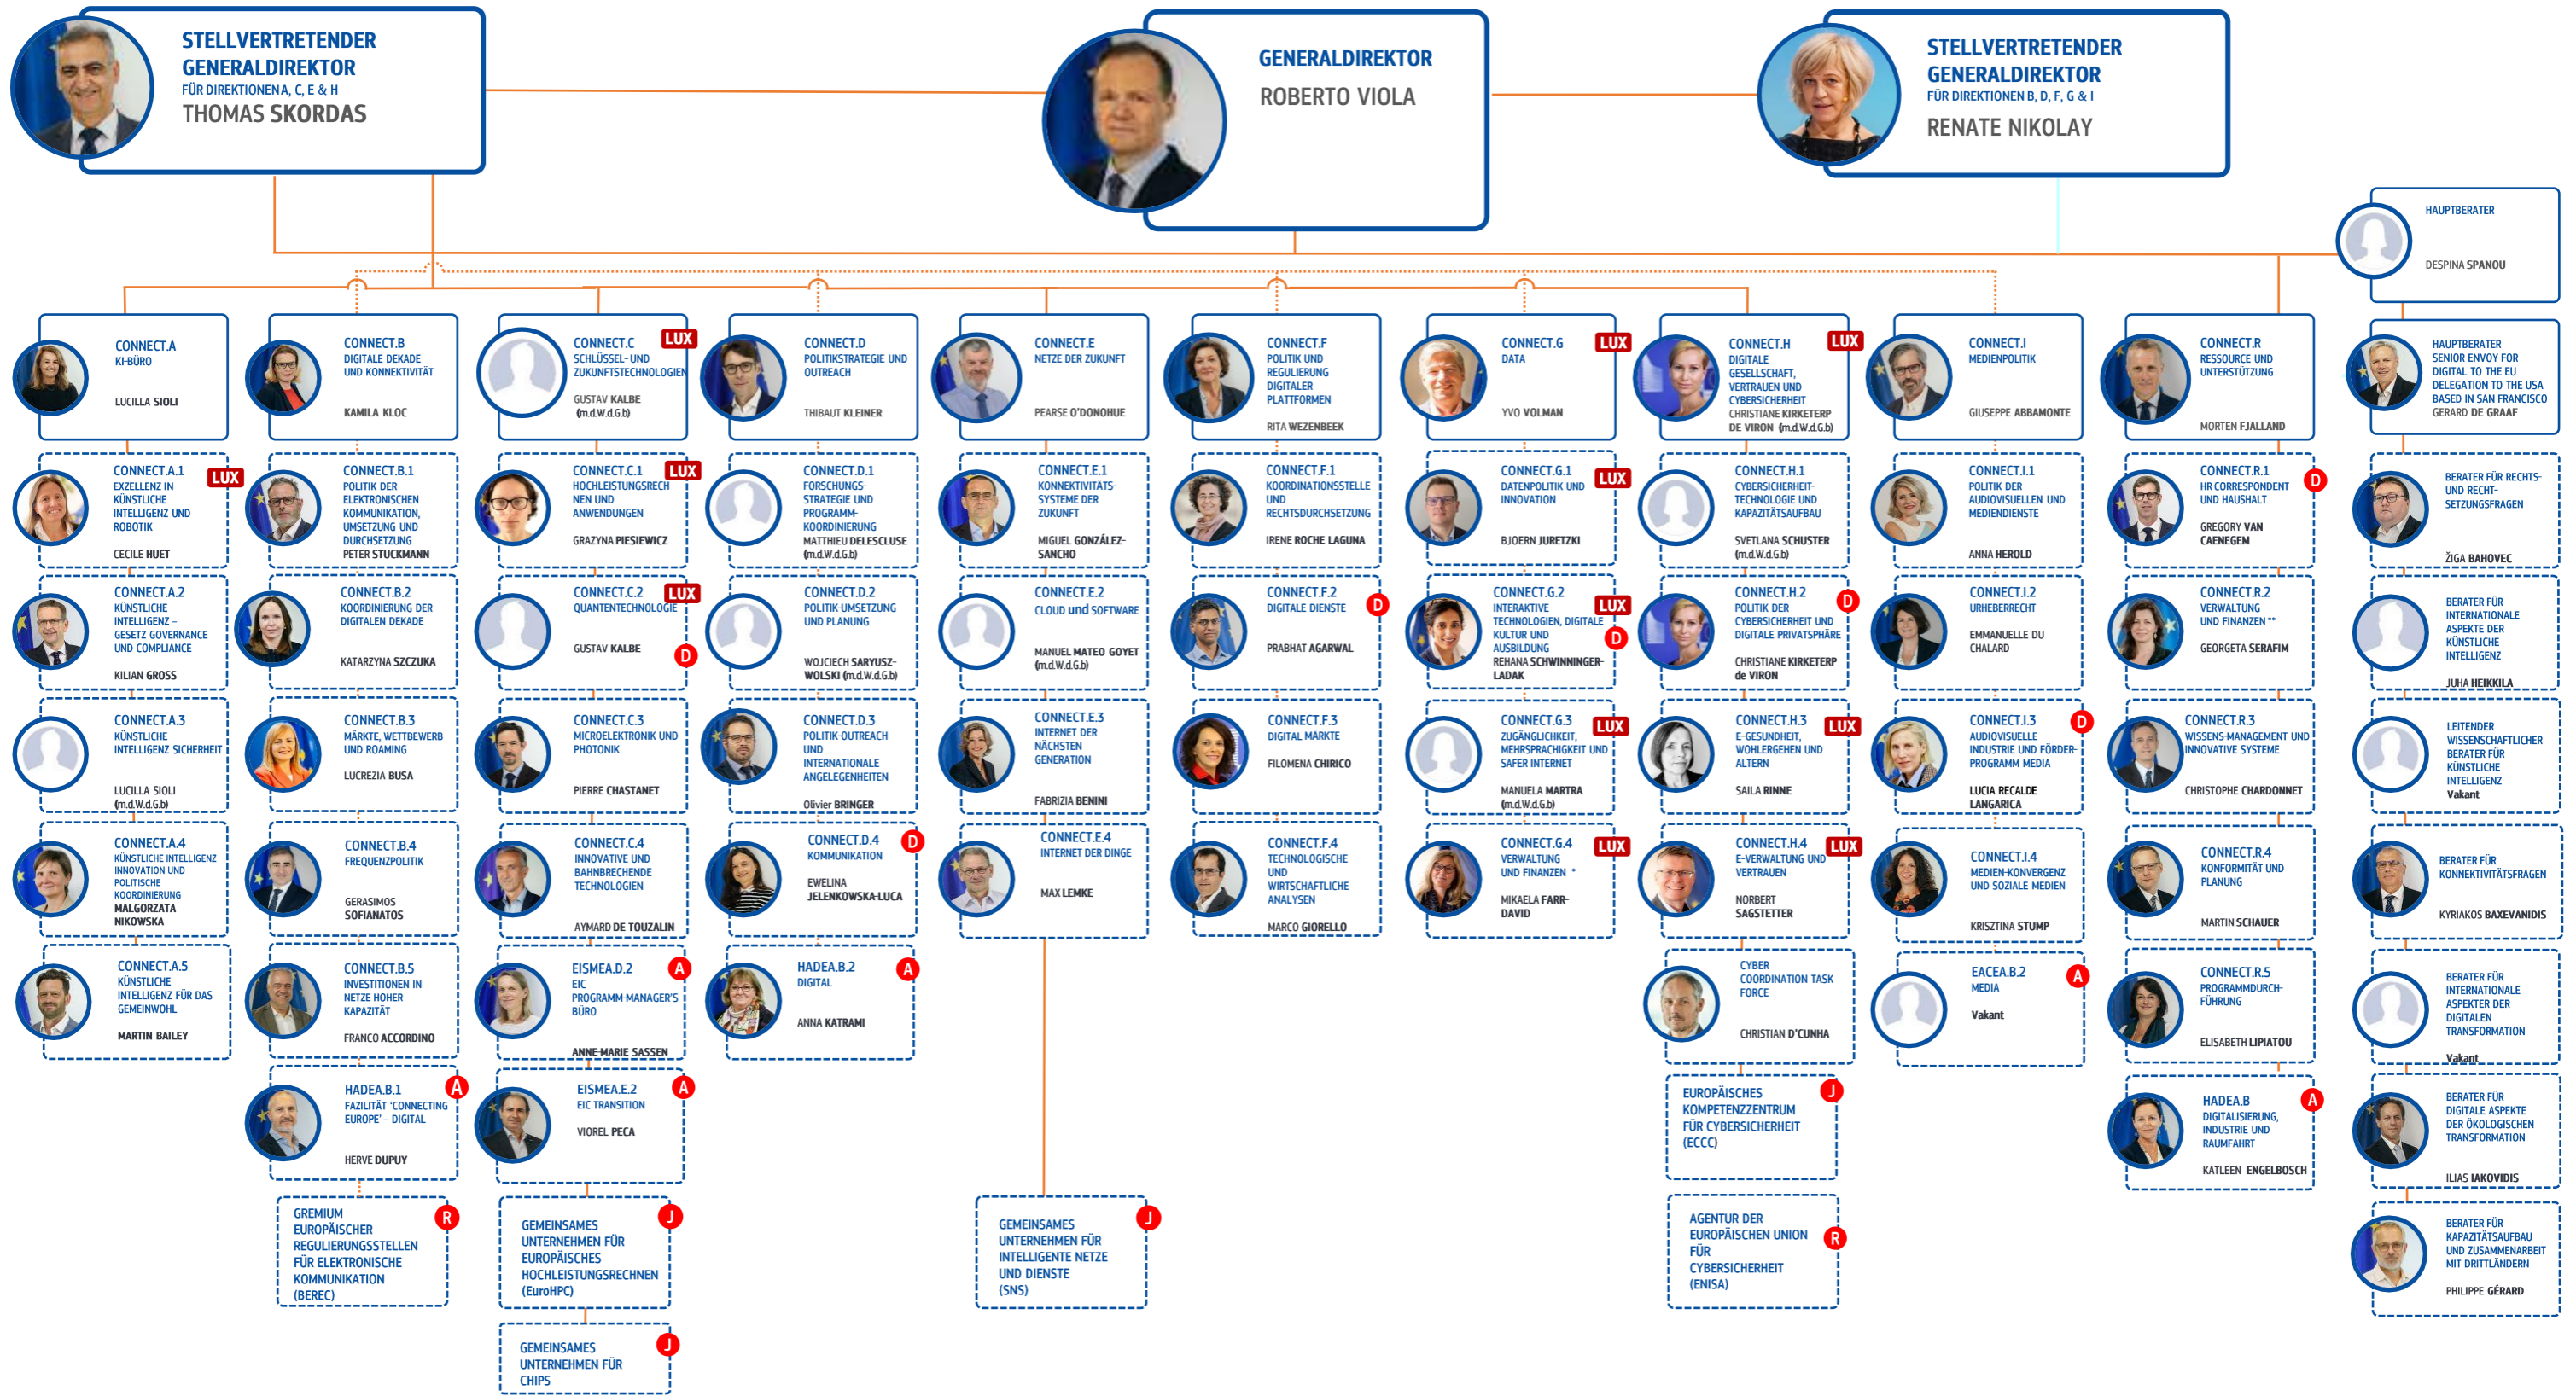 STELLVERTRETENDER
GENERALDIREKTOR
FÜR DIREKTIONEN A, C, E & H
THOMAS SKORDAS
GENERALDIREKTOR
ROBERTO VIOLA
STELLVERTRETENDER
GENERALDIREKTOR
FÜR DIREKTIONEN B, D, F, G & I
RENATE NIKOLAY
HAUPTBERATER
DESPINA SPANOU
CONNECT.A
KI-BÜRO
LUCILLA SIOLI
CONNECT.A.1
LUX
EXZELLENZ IN
KÜNSTLICHE
INTELLIGENZ UND
ROBOTIK
CECILE HUET
CONNECT.A.2
KÜNSTLICHE
INTELLIGENZ –
GESETZ GOVERNANCE
UND COMPLIANCE
KILIAN GROSS
CONNECT.A.3
KÜNSTLICHE
INTELLIGENZ SICHERHEIT
LUCILLA SIOLI
(m.d.W.d.G.b)
CONNECT.A.4
KÜNSTLICHE INTELLIGENZ
INNOVATION UND
POLITISCHE
KOORDINIERUNG
MALGORZATA
NIKOWSKA
CONNECT.A.5
KÜNSTLICHE
INTELLIGENZ FÜR DAS
GEMEINWOHL
MARTIN BAILEY
CONNECT.B
DIGITALE DEKADE
UND KONNEKTIVITÄT
KAMILA KLOC
CONNECT.B.1
POLITIK DER
ELEKTRONISCHEN
KOMMUNIKATION,
UMSETZUNG UND
DURCHSETZUNG
PETER STUCKMANN
CONNECT.B.2
KOORDINIERUNG DER
DIGITALEN DEKADE
KATARZYNA SZCZUKA
CONNECT.B.3
MÄRKTE, WETTBEWERB
UND ROAMING
LUCREZIA BUSA
CONNECT.B.4
FREQUENZPOLITIK
GERASIMOS
SOFIANATOS
CONNECT.B.5
INVESTITIONEN IN
NETZE HOHER
KAPAZITÄT
FRANCO ACCORDINO
HADEA.B.1
A
FAZILITÄT ‘CONNECTING
EUROPE’ – DIGITAL
HERVE DUPUY
GREMIUM
R
EUROPÄISCHER
REGULIERUNGSSTELLEN
FÜR ELEKTRONISCHE
KOMMUNIKATION
(BEREC)
CONNECT.C
LUX
SCHLÜSSEL- UND
ZUKUNFTSTECHNOLOGIEN
GUSTAV KALBE
(m.d.W.d.G.b)
CONNECT.C.1
LUX
HOCHLEISTUNGSRECH
NEN UND
ANWENDUNGEN
GRAZYNA PIESIEWICZ
CONNECT.C.2
LUX
QUANTENTECHNOLOGIE
GUSTAV KALBE
D
CONNECT.C.3
MICROELEKTRONIK UND
PHOTONIK
PIERRE CHASTANET
CONNECT.C.4
INNOVATIVE UND
BAHNBRECHENDE
TECHNOLOGIEN
AYMARD DE TOUZALIN
EISMEA.D.2
A
EIC
PROGRAMM-MANAGER'S
BÜRO
ANNE-MARIE SASSEN
EISMEA.E.2
A
EIC TRANSITION
VIOREL PECA
GEMEINSAMES
J
UNTERNEHMEN FÜR
EUROPÄISCHES
HOCHLEISTUNGSRECHNEN
(EuroHPC)
GEMEINSAMES
J
UNTERNEHMEN FÜR
CHIPS
CONNECT.D
POLITIKSTRATEGIE UND
OUTREACH
THIBAUT KLEINER
CONNECT.D.1
FORSCHUNGS-
STRATEGIE UND
PROGRAMM-
KOORDINIERUNG
MATTHIEU DELESCLUSE
(m.d.W.d.G.b)
CONNECT.D.2
POLITIK-UMSETZUNG
UND PLANUNG
WOJCIECH SARYUSZ-
WOLSKI (m.d.W.d.G.b)
CONNECT.D.3
POLITIK-OUTREACH
UND
INTERNATIONALE
ANGELEGENHEITEN
Olivier BRINGER
CONNECT.D.4
D
KOMMUNIKATION
EWELINA
JELENKOWSKA-LUCA
HADEA.B.2
A
DIGITAL
ANNA KATRAMI
CONNECT.E
NETZE DER ZUKUNFT
PEARSE O'DONOHUE
CONNECT.E.1
KONNEKTIVITÄTS-
SYSTEME DER
ZUKUNFT
MIGUEL GONZÁLEZ-
SANCHO
CONNECT.E.2
CLOUD und SOFTWARE
MANUEL MATEO GOYET
(m.d.W.d.G.b)
CONNECT.E.3
INTERNET DER
NÄCHSTEN
GENERATION
FABRIZIA BENINI
CONNECT.E.4
INTERNET DER DINGE
MAX LEMKE
GEMEINSAMES
J
UNTERNEHMEN FÜR
INTELLIGENTE NETZE
UND DIENSTE
(SNS)
CONNECT.F
POLITIK UND
REGULIERUNG
DIGITALER
PLATTFORMEN
RITA WEZENBEEK
CONNECT.F.1
KOORDINATIONSSTELLE
UND
RECHTSDURCHSETZUNG
IRENE ROCHE LAGUNA
CONNECT.F.2
D
DIGITALE DIENSTE
PRABHAT AGARWAL
CONNECT.F.3
DIGITAL MÄRKTE
FILOMENA CHIRICO
CONNECT.F.4
TECHNOLOGISCHE
UND
WIRTSCHAFTLICHE
ANALYSEN
MARCO GIORELLO
CONNECT.G
LUX
DATA
YVO VOLMAN
CONNECT.G.1
LUX
DATENPOLITIK UND
INNOVATION
BJOERN JURETZKI
CONNECT.G.2
LUX
INTERAKTIVE
TECHNOLOGIEN, DIGITALE
KULTUR UND
D
AUSBILDUNG
REHANA SCHWINNINGER-
LADAK
CONNECT.G.3
LUX
ZUGÄNGLICHKEIT,
MEHRSPRACHIGKEIT UND
SAFER INTERNET
MANUELA MARTRA
(m.d.W.d.G.b)
CONNECT.G.4
LUX
VERWALTUNG
UND FINANZEN *
MIKAELA FARR-
DAVID
CONNECT.H
LUX
DIGITALE
GESELLSCHAFT,
VERTRAUEN UND
CYBERSICHERHEIT
CHRISTIANE KIRKETERP
DE VIRON (m.d.W.d.G.b)
CONNECT.H.1
CYBERSICHERHEIT-
TECHNOLOGIE UND
KAPAZITÄTSAUFBAU
SVETLANA SCHUSTER
(m.d.W.d.G.b)
CONNECT.H.2
D
POLITIK DER
CYBERSICHERHEIT UND
DIGITALE PRIVATSPHÄRE
CHRISTIANE KIRKETERP
de VIRON
CONNECT.H.3
LUX
E-GESUNDHEIT,
WOHLERGEHEN UND
ALTERN
SAILA RINNE
CONNECT.H.4
LUX
E-VERWALTUNG UND
VERTRAUEN
NORBERT
SAGSTETTER
CYBER
COORDINATION TASK
FORCE
CHRISTIAN D'CUNHA
EUROPÄISCHES
J
KOMPETENZZENTRUM
FÜR CYBERSICHERHEIT
(ECCC)
AGENTUR DER
EUROPÄISCHEN UNION
R
FÜR
CYBERSICHERHEIT
(ENISA)
CONNECT.I
MEDIENPOLITIK
GIUSEPPE ABBAMONTE
CONNECT.I.1
POLITIK DER
AUDIOVISUELLEN UND
MEDIENDIENSTE
ANNA HEROLD
CONNECT.I.2
URHEBERRECHT
EMMANUELLE DU
CHALARD
CONNECT.I.3
D
AUDIOVISUELLE
INDUSTRIE UND FÖRDER-
PROGRAMM MEDIA
LUCIA RECALDE
LANGARICA
CONNECT.I.4
MEDIEN-KONVERGENZ
UND SOZIALE MEDIEN
KRISZTINA STUMP
EACEA.B.2
A
MEDIA
Vakant
CONNECT.R
RESSOURCE UND
UNTERSTÜTZUNG
MORTEN FJALLAND
CONNECT.R.1
D
HR CORRESPONDENT
UND HAUSHALT
GREGORY VAN
CAENEGEM
CONNECT.R.2
VERWALTUNG
UND FINANZEN **
GEORGETA SERAFIM
CONNECT.R.3
WISSENS-MANAGEMENT UND
INNOVATIVE SYSTEME
CHRISTOPHE CHARDONNET
CONNECT.R.4
KONFORMITÄT UND
PLANUNG
MARTIN SCHAUER
CONNECT.R.5
PROGRAMMDURCH-
FÜHRUNG
ELISABETH LIPIATOU
HADEA.B
A
DIGITALISIERUNG,
INDUSTRIE UND
RAUMFAHRT
KATLEEN ENGELBOSCH
HAUPTBERATER
SENIOR ENVOY FOR
DIGITAL TO THE EU
DELEGATION TO THE USA
BASED IN SAN FRANCISCO
GERARD DE GRAAF
BERATER FÜR RECHTS-
UND RECHT-
SETZUNGSFRAGEN
ŽIGA BAHOVEC
BERATER FÜR
INTERNATIONALE
ASPEKTE DER
KÜNSTLICHE
INTELLIGENZ
JUHA HEIKKILA
LEITENDER
WISSENSCHAFTLICHER
BERATER FÜR
KÜNSTLICHE
INTELLIGENZ
Vakant
BERATER FÜR
KONNEKTIVITÄTSFRAGEN
KYRIAKOS BAXEVANIDIS
BERATER FÜR
INTERNATIONALE
ASPEKTER DER
DIGITALEN
TRANSFORMATION
Vakant
BERATER FÜR
DIGITALE ASPEKTE
DER ÖKOLOGISCHEN
TRANSFORMATION
ILIAS IAKOVIDIS
BERATER FÜR
KAPAZITÄTSAUFBAU
UND ZUSAMMENARBEIT
MIT DRITTLÄNDERN
PHILIPPE GÉRARD